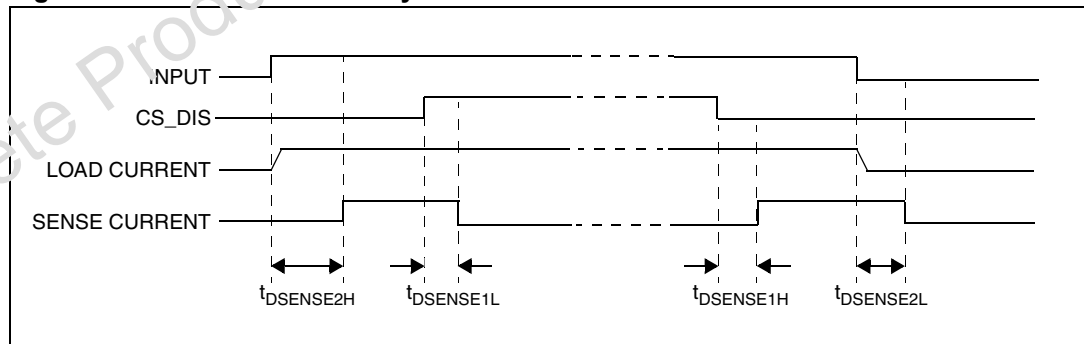 INPUT
CS_DIS
LOAD CURRENT
SENSE CURRENT
tDSENSE2H
tDSENSE1L
tDSENSE1H
tDSENSE2L